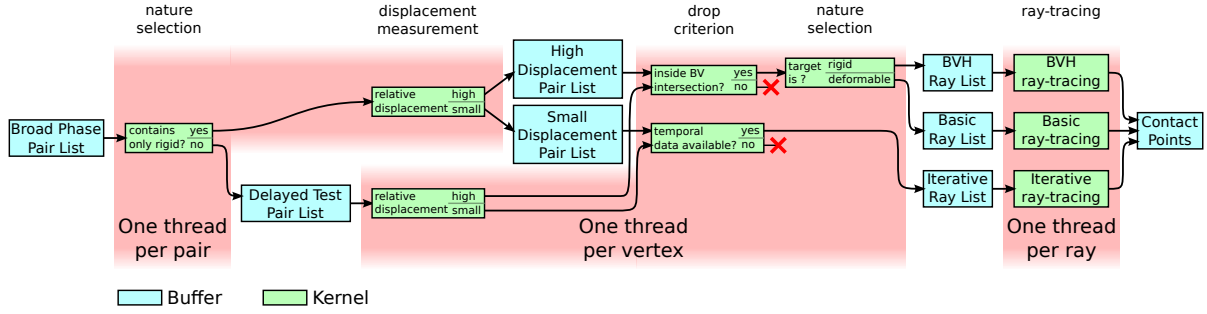 nature
selection
displacement
measurement
drop
criterion
nature
selection
ray-tracing
Broad Phase
Pair List
contains
only rigid?
yes
no
Delayed Test
Pair List
relative
displacement
high
small
relative
displacement
high
small
High
Displacement
Pair List
Small
Displacement
Pair List
inside BV
intersection?
yes
no
temporal
data available?
yes
no
target
is ?
rigid
deformable
BVH
Ray List
Basic
Ray List
Iterative
Ray List
BVH
ray-tracing
Basic
ray-tracing
Iterative
ray-tracing
Contact
Points
One thread
per pair
One thread
per vertex
One thread
per ray
Buffer
Kernel